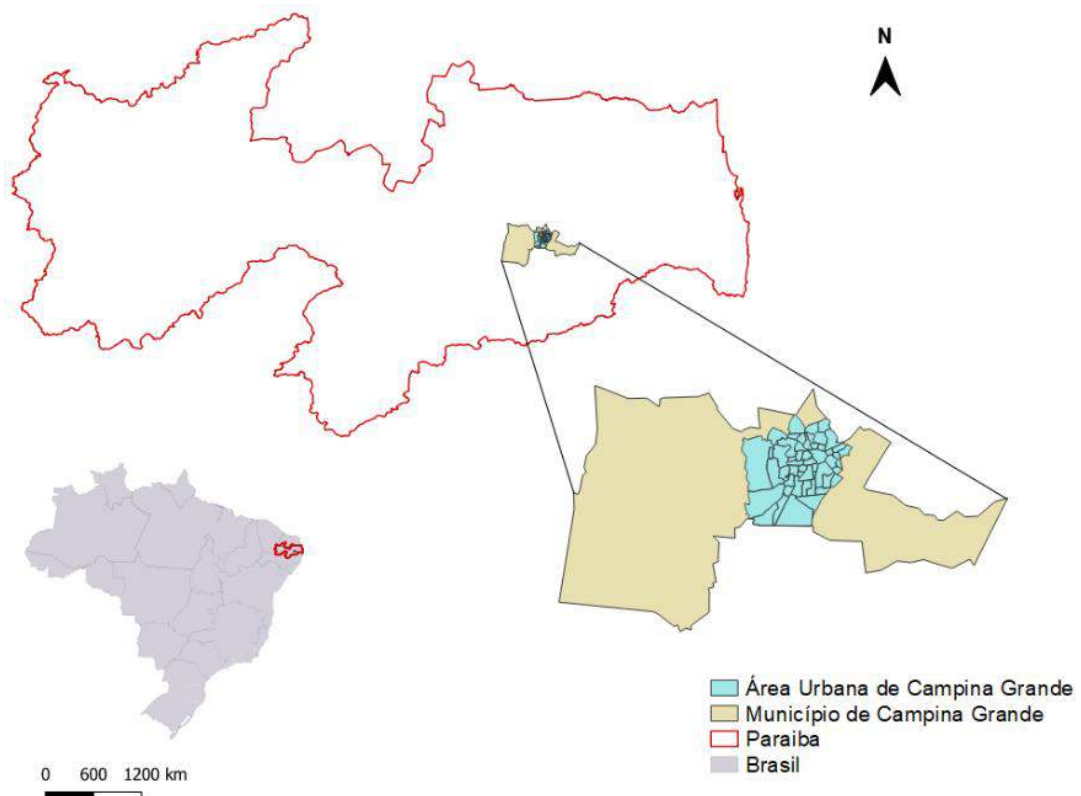 N
Área Urbana de Campina Grande
Município de Campina Grande
Paraiba
Brasil
0 600 1200 km